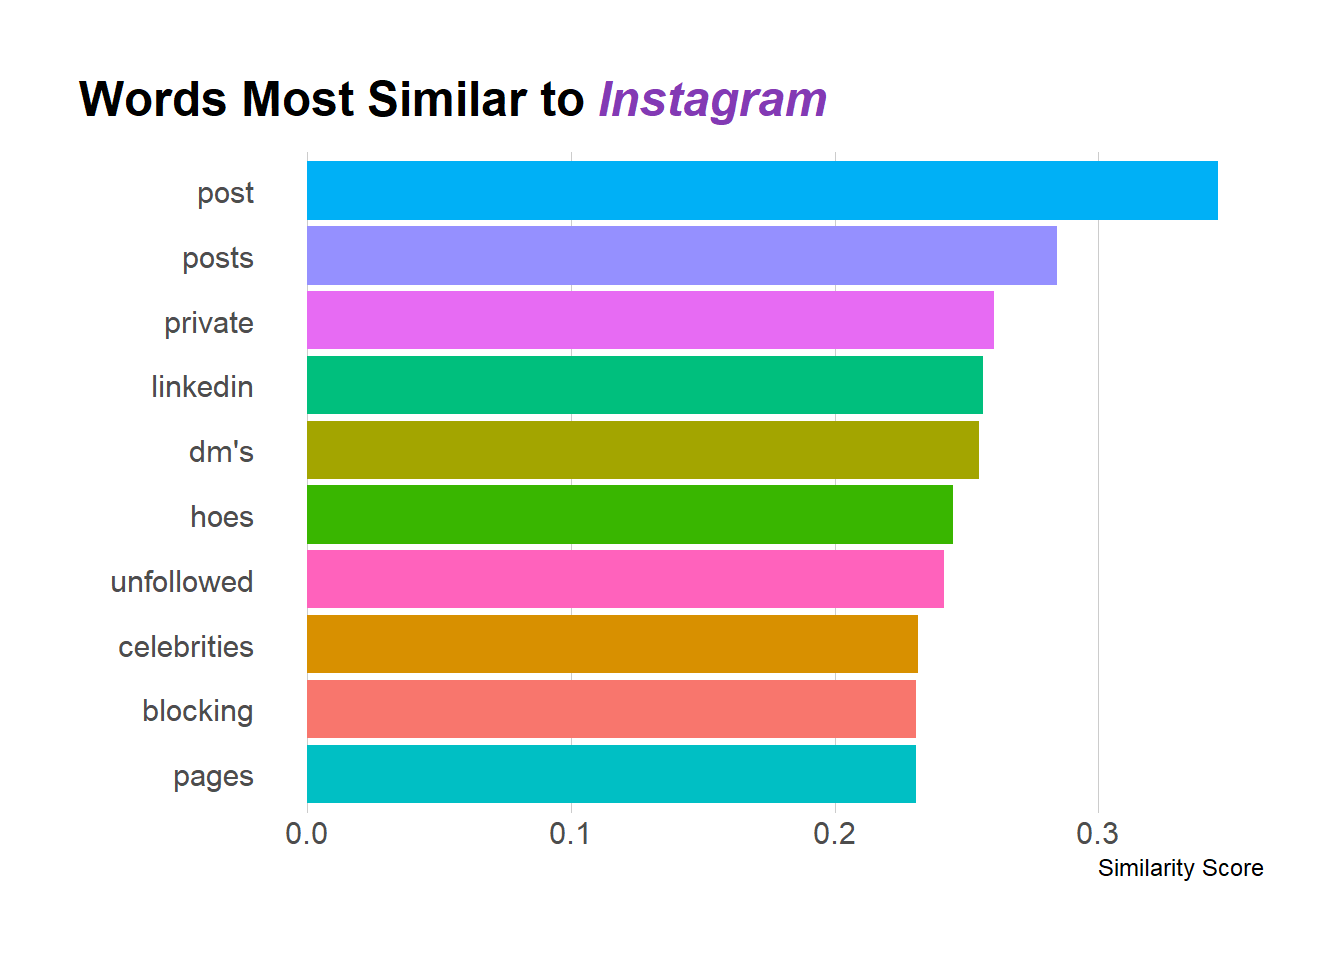 Words Most Similar to Instagram
post
posts
private
linkedin
dm's
hoes
unfollowed
celebrities
blocking
pages
0.0 0.1 0.2 0.3
Similarity Score